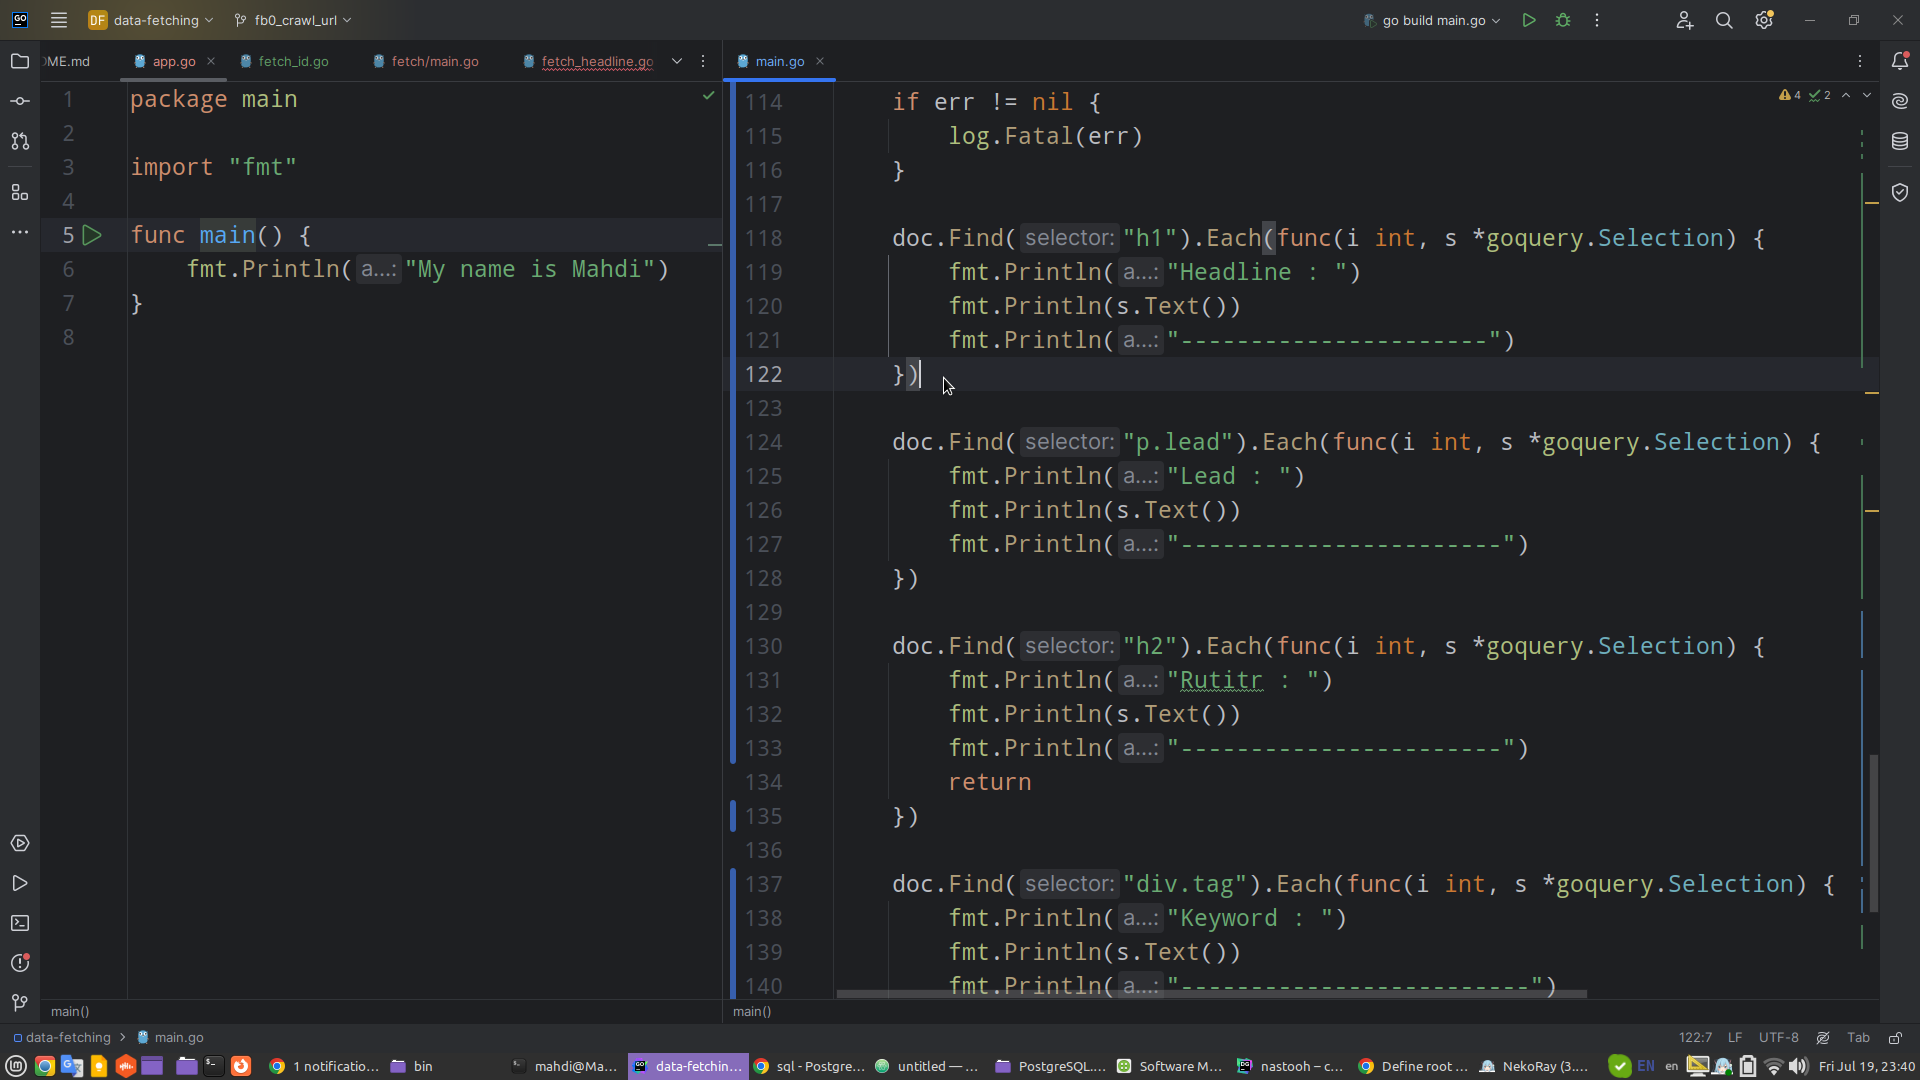 GO
DF data-fetching
fb0_crawl_url
go build main.go
ME.md
app.go
fetch_id.go
fetch/main.go
fetch_headline.go
main.go
1 package main
2
3 import "fmt"
4
5 func main() {
6 fmt.Println(a...:"My name is Mahdi")
7 }
8
4 2
114 if err != nil {
115 log.Fatal(err)
116 }
117
118 doc.Find(selector:"h1").Each(func(i int, s *goquery.Selection) {
119 fmt.Println(a...:"Headline : ")
120 fmt.Println(s.Text())
121 fmt.Println(a...:"----------------------")
122 })
123
124 doc.Find(selector:"p.lead").Each(func(i int, s *goquery.Selection) {
125 fmt.Println(a...:"Lead : ")
126 fmt.Println(s.Text())
127 fmt.Println(a...:"-----------------------")
128 })
129
130 doc.Find(selector:"h2").Each(func(i int, s *goquery.Selection) {
131 fmt.Println(a...:"Rutitr : ")
132 fmt.Println(s.Text())
133 fmt.Println(a...:"-----------------------")
134 return
135 })
136
137 doc.Find(selector:"div.tag").Each(func(i int, s *goquery.Selection) {
138 fmt.Println(a...:"Keyword : ")
139 fmt.Println(s.Text())
140 fmt.Println(a...:"-------------------------")
main()
main()
data-fetching > main.go
122:7 LF UTF-8 Tab
1 notificatio...
bin
mahdi@Ma...
data-fetchin...
sql - Postgre...
untitled — ...
PostgreSQL....
Software M...
nastooh – c...
Define root ...
NekoRay (3....
EN
en
Fri Jul 19, 23:40